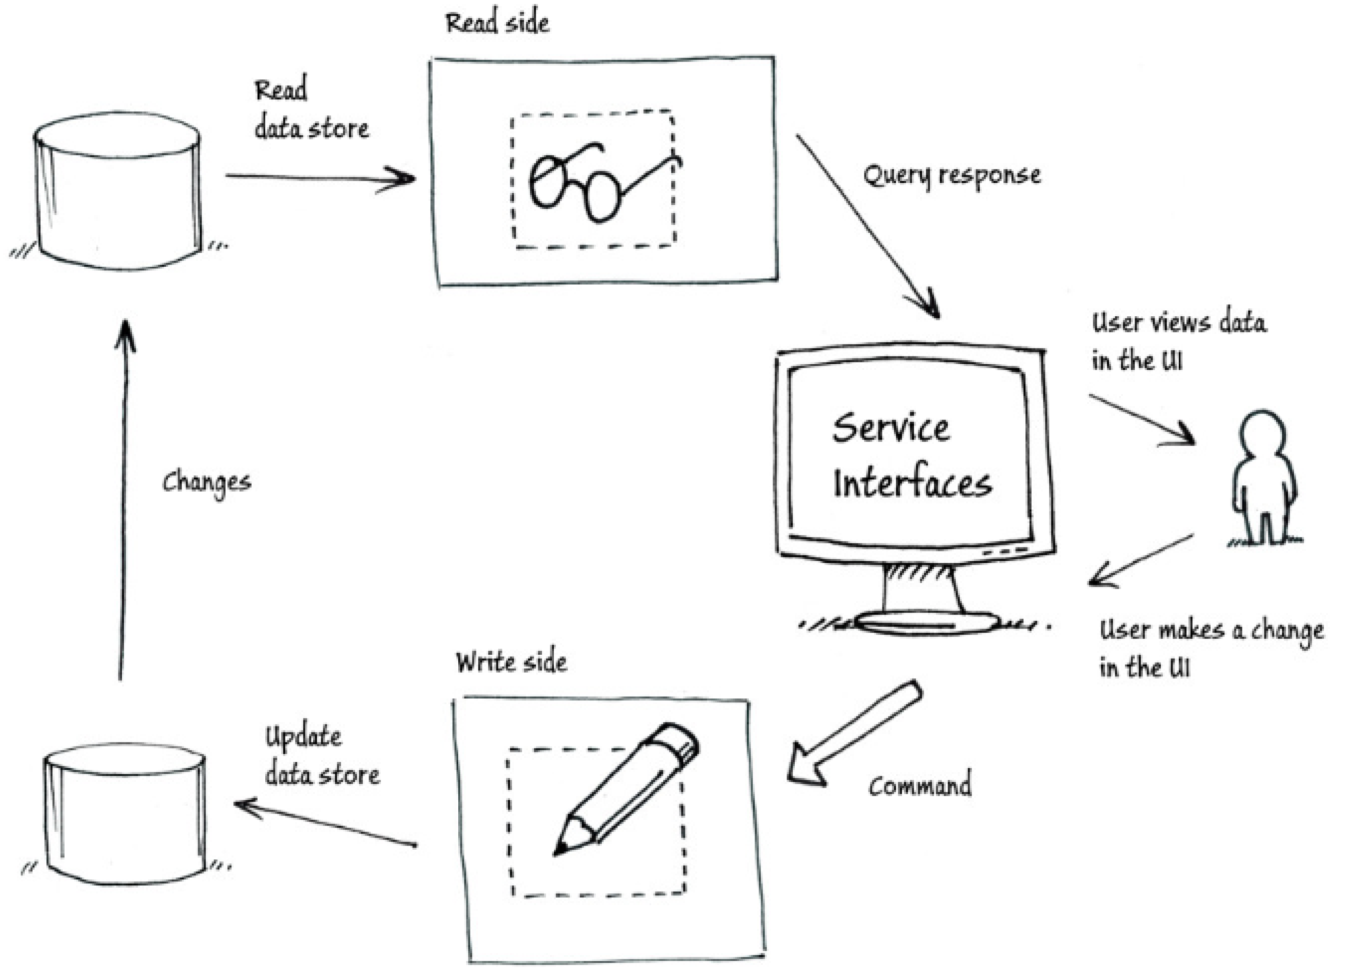 Read side
Read
data store
Query response
User views data
in the UI
Service
Interfaces
Changes
User makes a change
in the UI
Write side
Update
data store
Command